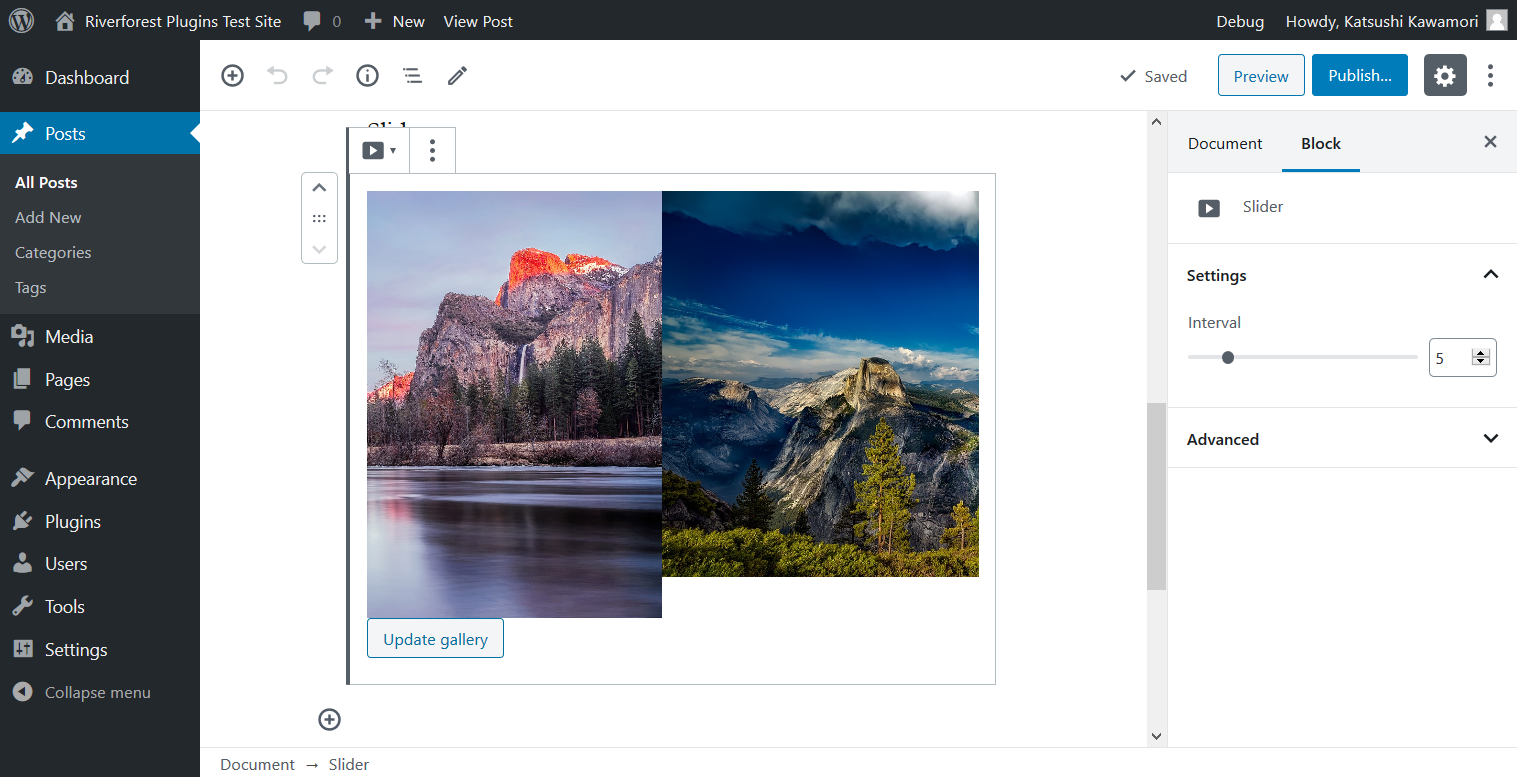 Riverforest Plugins Test Site
0
New
View Post
Debug
Howdy, Katsushi Kawamori
Dashboard
Posts
All Posts
Add New
Categories
Tags
Media
Pages
Comments
Appearance
Plugins
Users
Tools
Settings
Collapse menu
Saved
Preview
Publish...
Slider
Update gallery
Document
Block
Slider
Settings
Interval
5
Advanced
Document → Slider